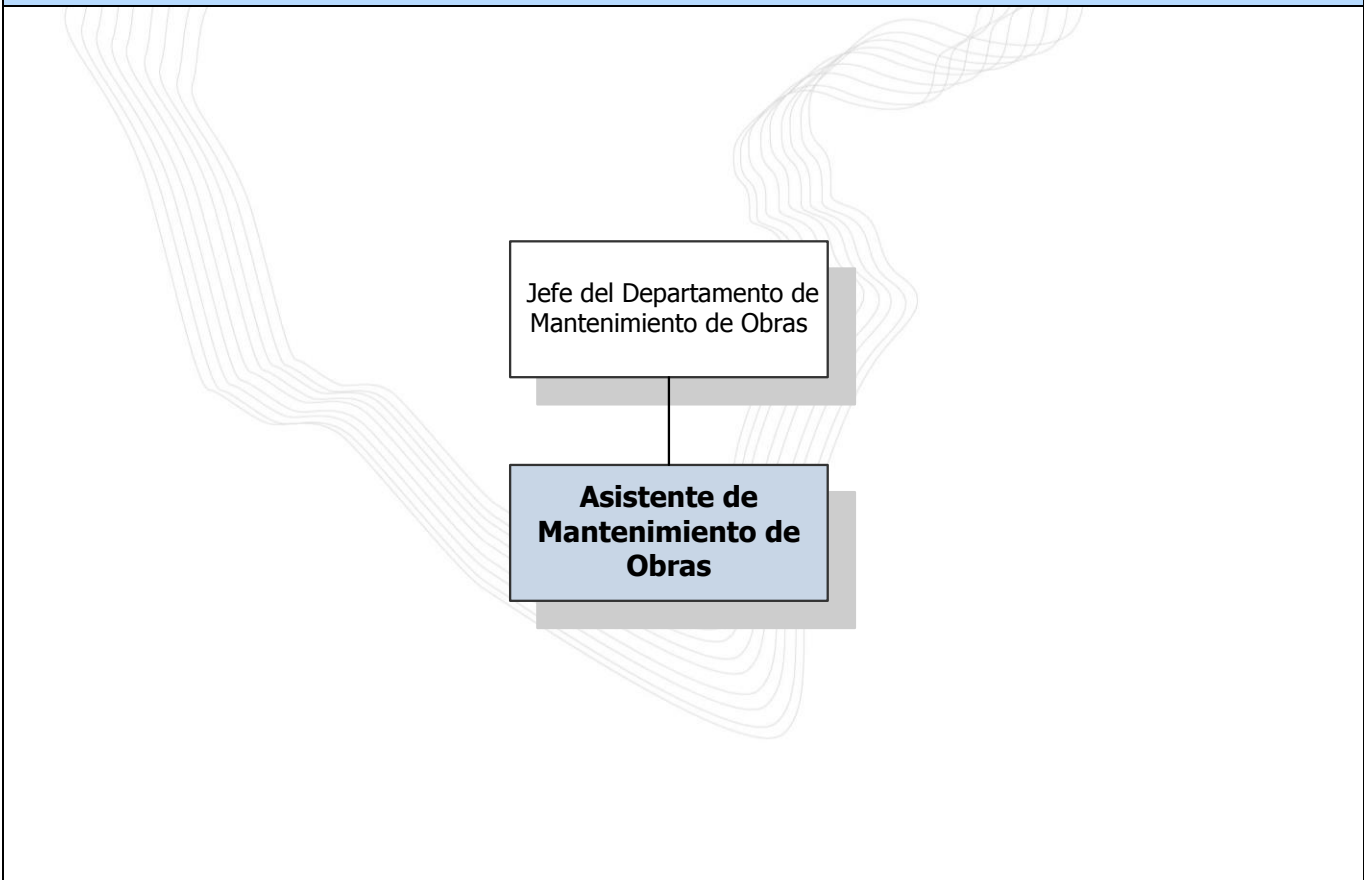 Jefe del Departamento de
Mantenimiento de Obras
Asistente de
Mantenimiento de
Obras